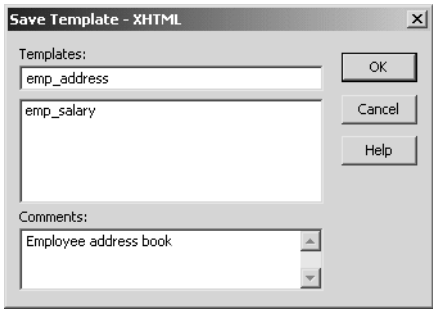 Save Template - XHTML
Templates:
emp_address
OK
emp_salary
Cancel
Help
Comments:
Employee address book